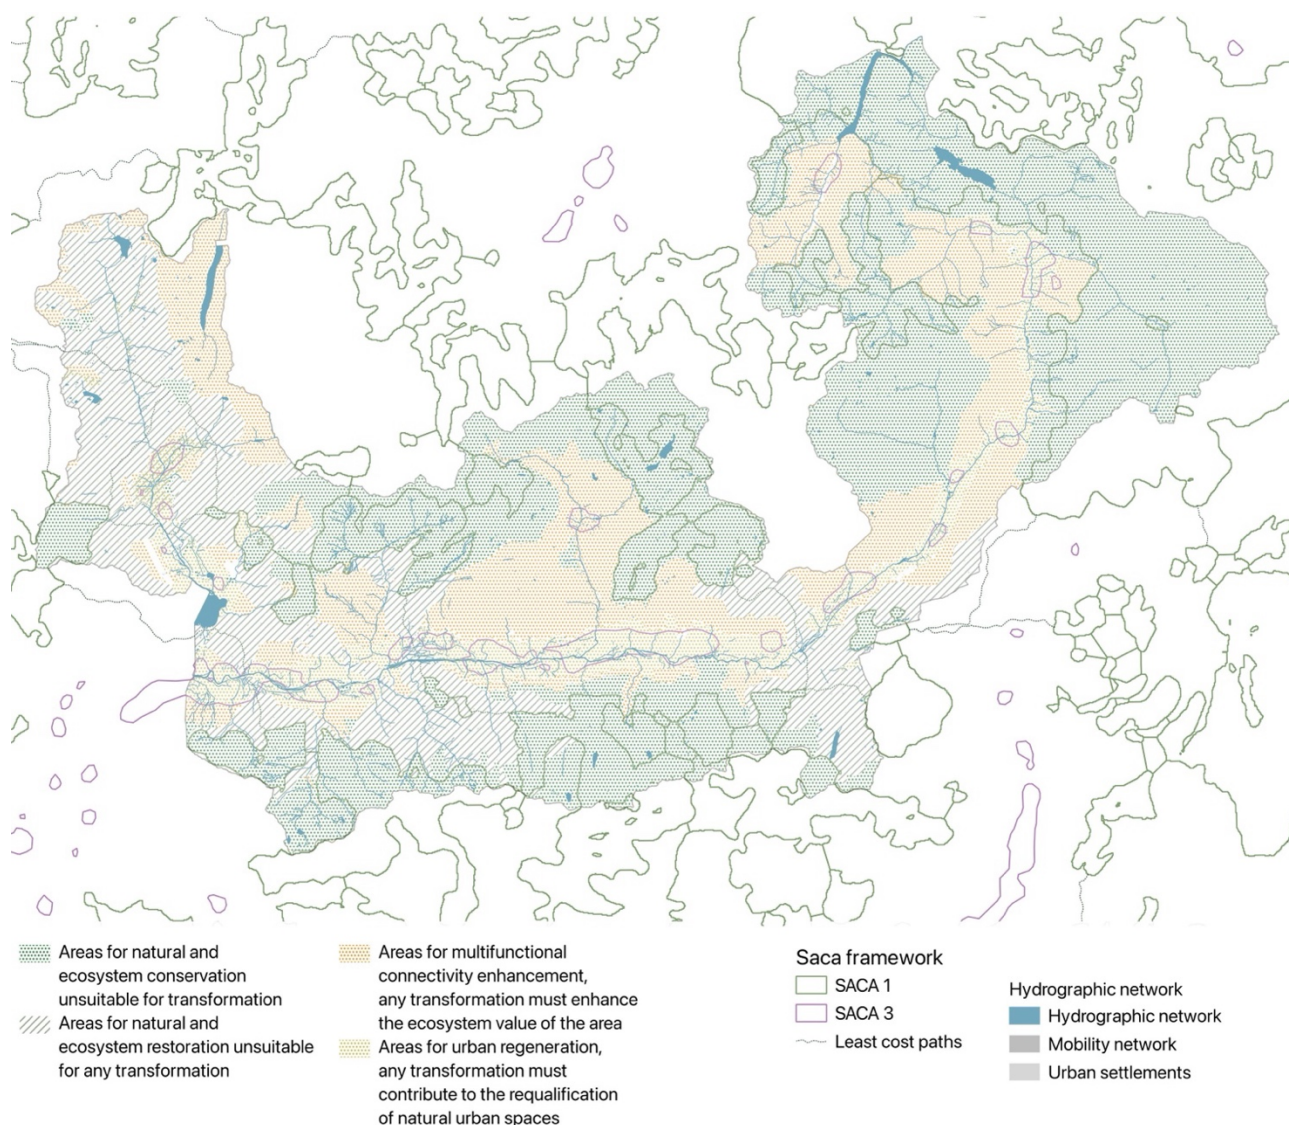 Areas for natural and
ecosystem conservation
unsuitable for transformation
Areas for natural and
ecosystem restoration unsuitable
for any transformation
Areas for multifunctional
connectivity enhancement,
any transformation must enhance
the ecosystem value of the area
Areas for urban regeneration,
any transformation must
contribute to the requalification
of natural urban spaces
Saca framework
SACA 1
SACA 3
Least cost paths
Hydrographic network
Hydrographic network
Mobility network
Urban settlements